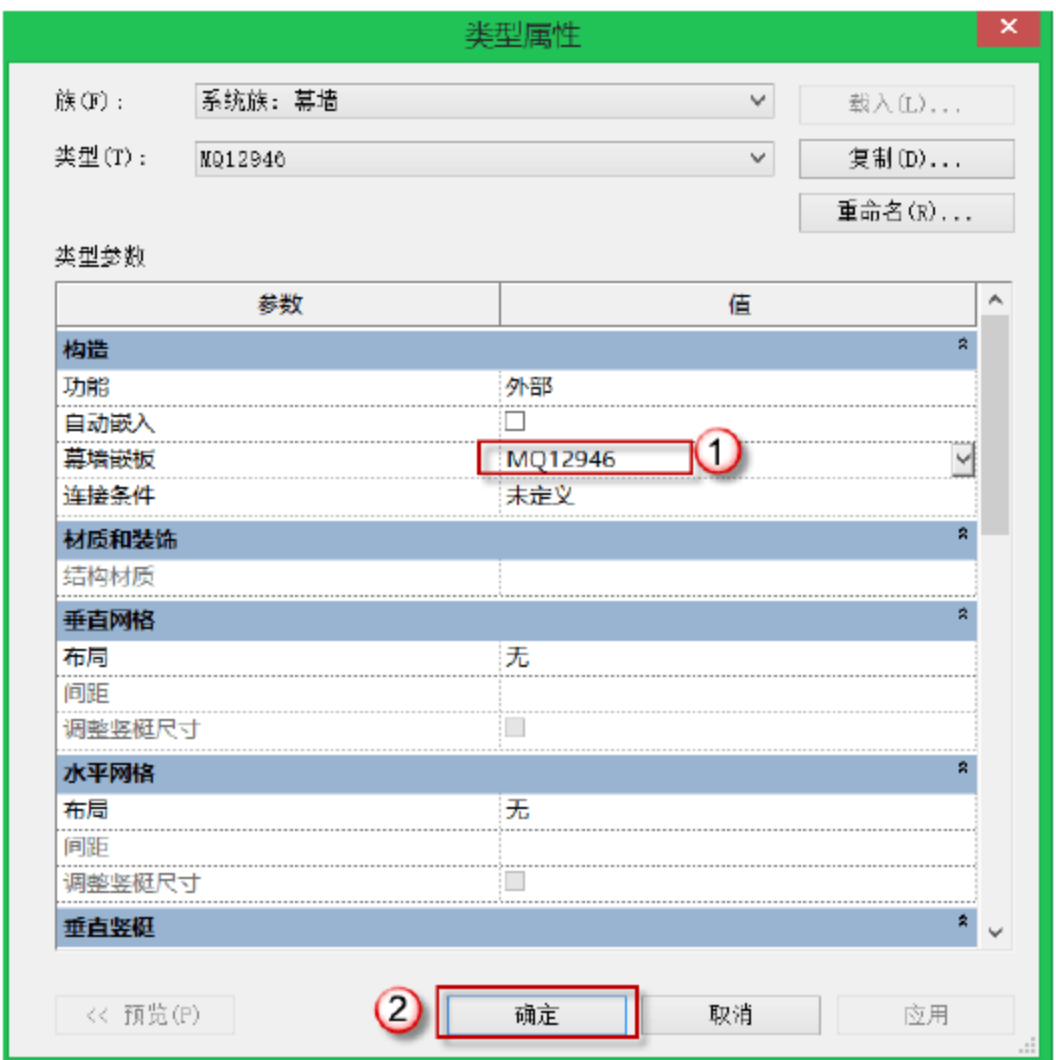 类型属性
族(F): 系统族: 幕墙 载入(L)...
类型(T): MQ12946 复制(D)...
重命名(R)...
类型参数
参数 值
构造
功能 外部
自动嵌入
幕墙嵌板 MQ12946 1
连接条件 未定义
材质和装饰
结构材质
垂直网格
布局 无
间距
调整竖梃尺寸
水平网格
布局 无
间距
调整竖梃尺寸
垂直竖梃
<< 预览(P) 2 确定 取消 应用